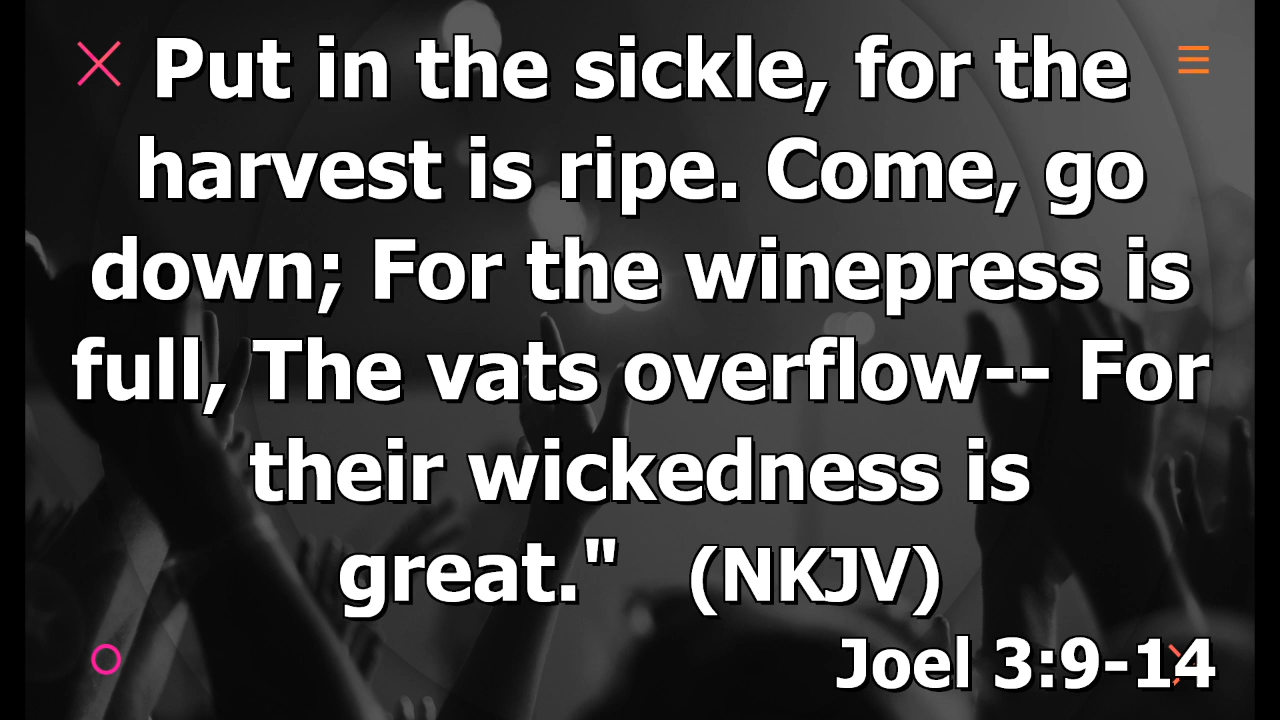 Put in the sickle, for the
harvest is ripe. Come, go
down; For the winepress is
full, The vats overflow-- For
their wickedness is
great." (NKJV)
Joel 3:9-14